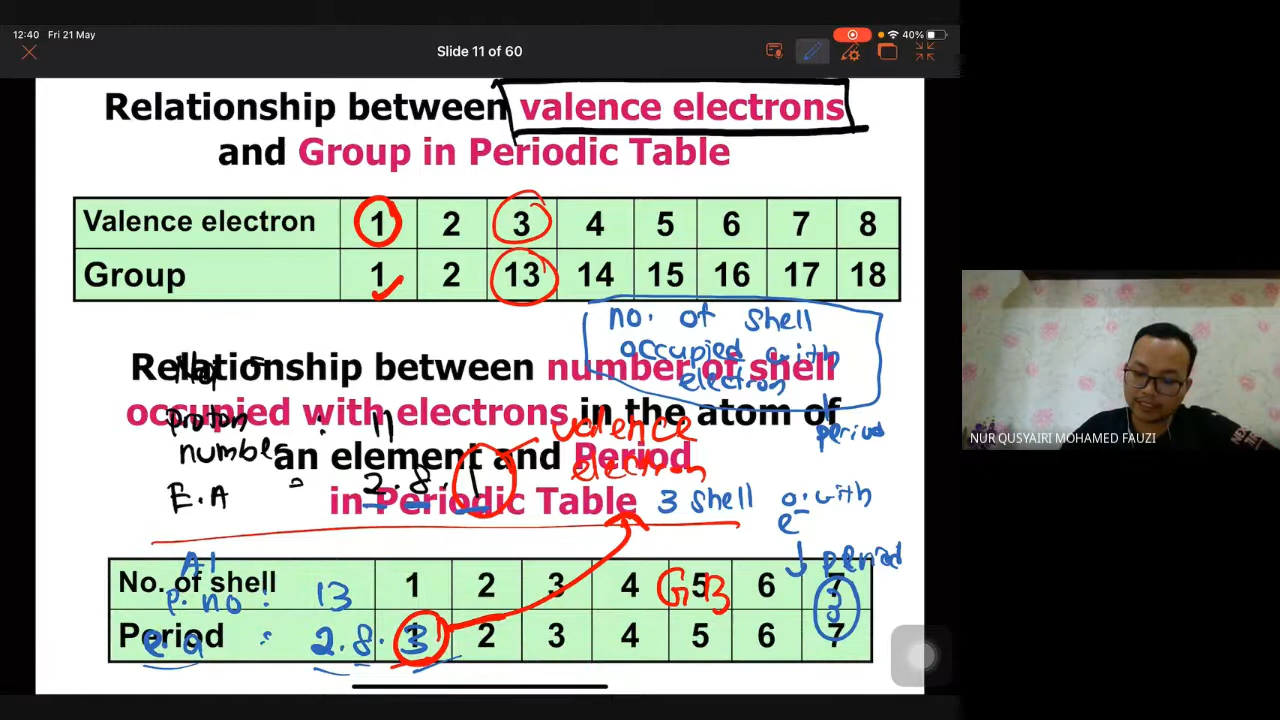 12:40 Fri 21 May
40%
Slide 11 of 60
Relationship between valence electrons
and Group in Periodic Table
Valence electron 1 2 3 4 5 6 7 8
Group 1 2 13 14 15 16 17 18
no. of shell
occupied with
electron
period
Relationship between number of shell
occupied with electrons in the atom of
an element and Period
in Periodic Table
Proton : 11
number
E.A = 2.8.1
valence
electron
3 shell o. with
e-
period
3
Al
P. no : 13
e.a : 2.8.3
G 13
No. of shell 1 2 3 4 5 6 7
Period 1 2 3 4 5 6 7
NUR QUSYAIRI MOHAMED FAUZI